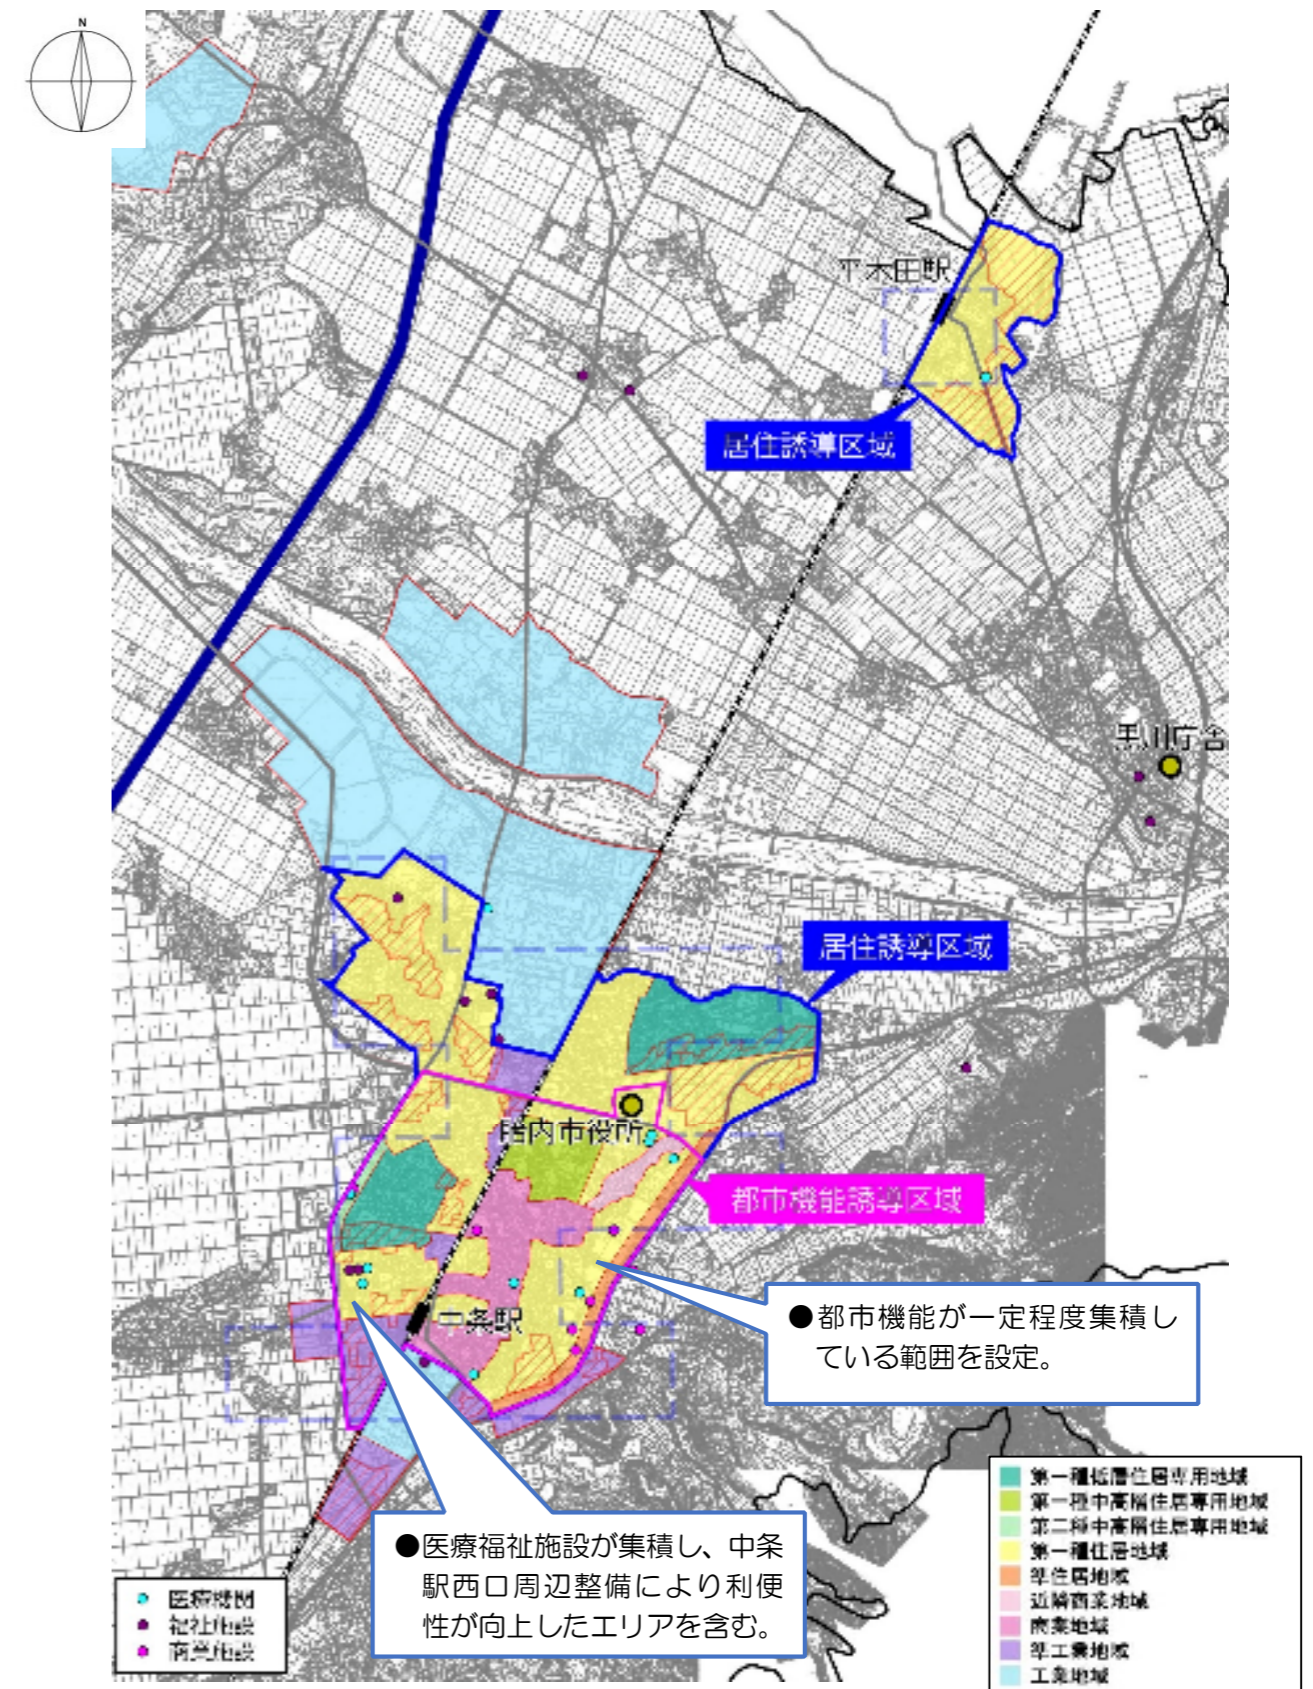 N
平木田駅
居住誘導区域
黒川庁舎
居住誘導区域
胎内市役所
都市機能誘導区域
●都市機能が一定程度集積し
ている範囲を設定。
中条駅
●医療福祉施設が集積し、中条
駅西口周辺整備により利便
性が向上したエリアを含む。
医療機関
福祉施設
商業施設
第一種低層住居専用地域
第一種中高層住居専用地域
第二種中高層住居専用地域
第一種住居地域
準住居地域
近隣商業地域
商業地域
準工業地域
工業地域